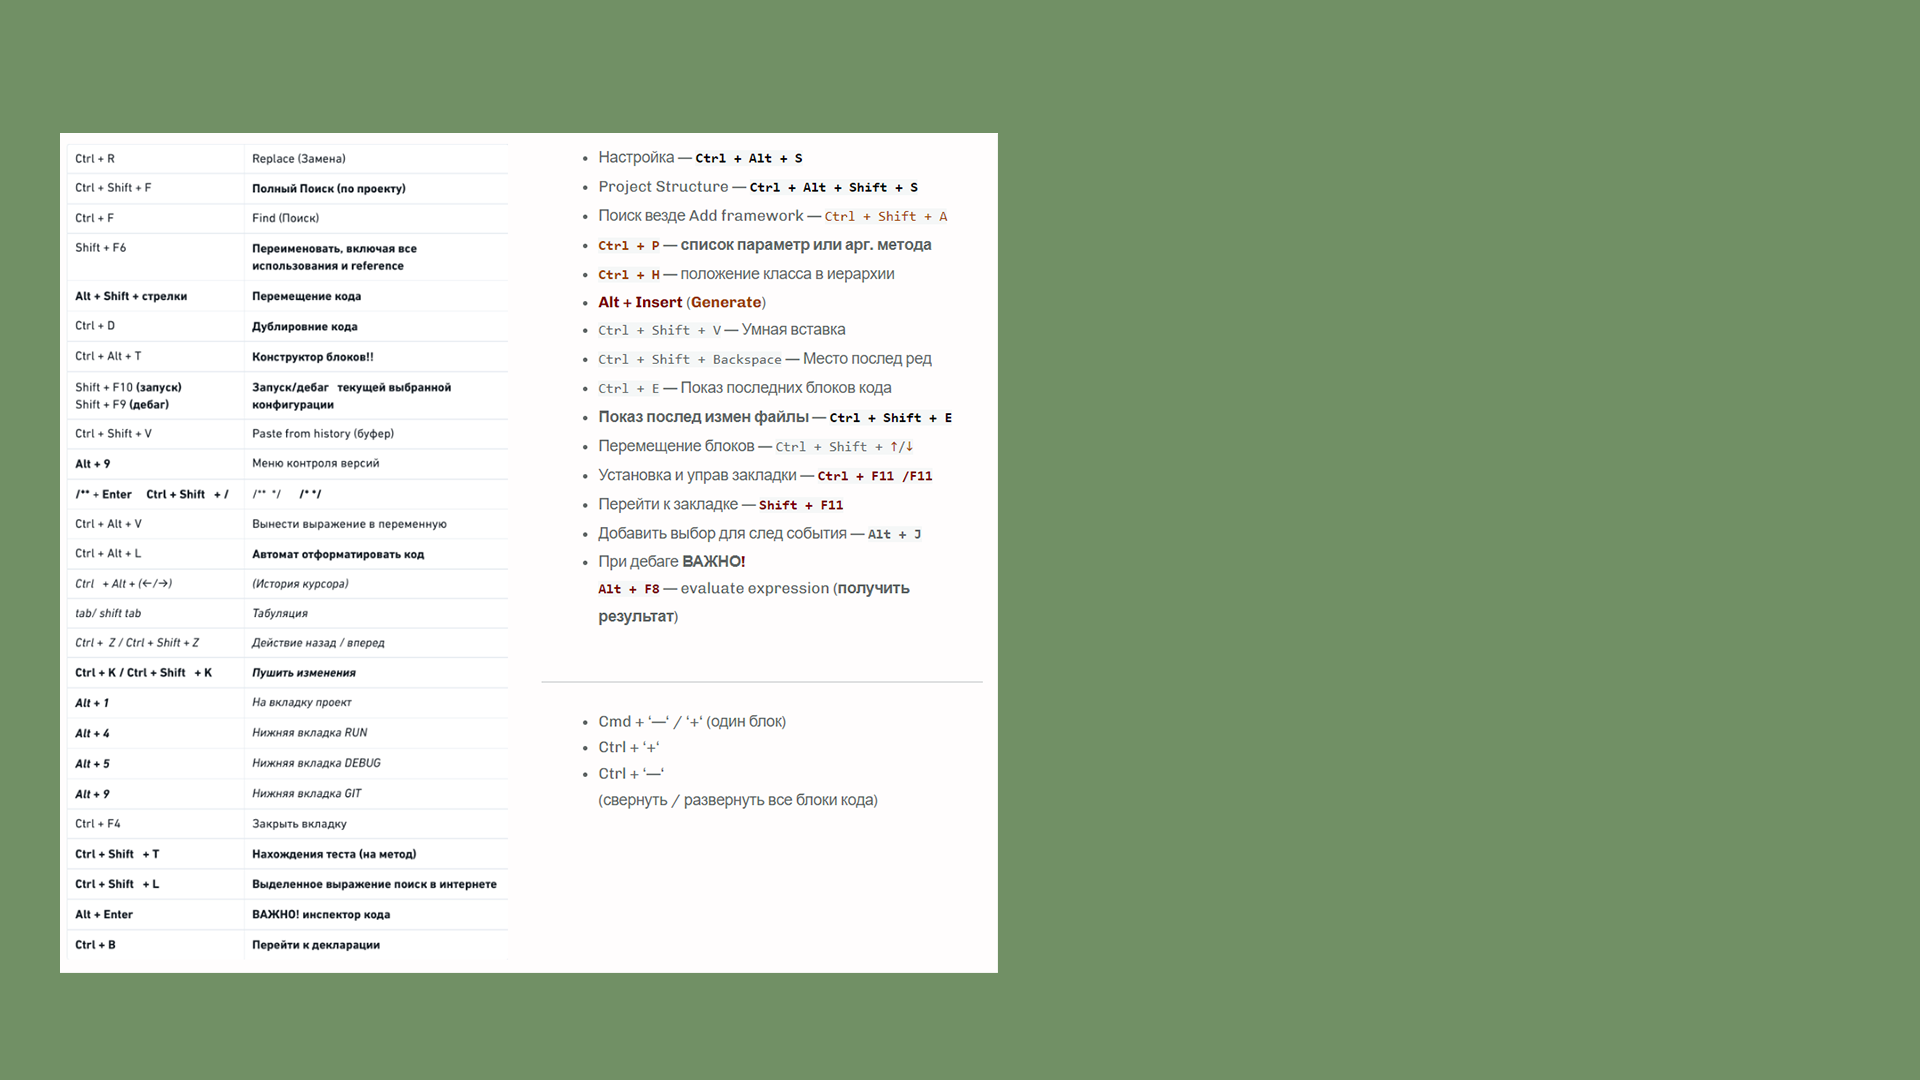 Ctrl + R Replace (Замена)
Ctrl + Shift + F Полный Поиск (по проекту)
Ctrl + F Find (Поиск)
Shift + F6 Переименовать, включая все
использования и reference
Alt + Shift + стрелки Перемещение кода
Ctrl + D Дублировние кода
Ctrl + Alt + T Конструктор блоков!!
Shift + F10 (запуск) Запуск/дебаг текущей выбранной
Shift + F9 (дебаг) конфигурации
Ctrl + Shift + V Paste from history (буфер)
Alt + 9 Меню контроля версий
/** + Enter Ctrl + Shift + / /** */ /* */
Ctrl + Alt + V Вынести выражение в переменную
Ctrl + Alt + L Автомат отформатировать код
Ctrl + Alt + (←/→) (История курсора)
tab/ shift tab Табуляция
Ctrl + Z / Ctrl + Shift + Z Действие назад / вперед
Ctrl + K / Ctrl + Shift + K Пушить изменения
Alt + 1 На вкладку проект
Alt + 4 Нижняя вкладка RUN
Alt + 5 Нижняя вкладка DEBUG
Alt + 9 Нижняя вкладка GIT
Ctrl + F4 Закрыть вкладку
Ctrl + Shift + T Нахождения теста (на метод)
Ctrl + Shift + L Выделенное выражение поиск в интернете
Alt + Enter ВАЖНО! инспектор кода
Ctrl + B Перейти к декларации
• Настройка — Ctrl + Alt + S
• Project Structure — Ctrl + Alt + Shift + S
• Поиск везде Add framework — Ctrl + Shift + A
• Ctrl + P — список параметр или арг. метода
• Ctrl + H — положение класса в иерархии
• Alt + Insert (Generate)
• Ctrl + Shift + V — Умная вставка
• Ctrl + Shift + Backspace — Место послед ред
• Ctrl + E — Показ последних блоков кода
• Показ послед измен файлы — Ctrl + Shift + E
• Перемещение блоков — Ctrl + Shift + ↑/↓
• Установка и управ закладки — Ctrl + F11 /F11
• Перейти к закладке — Shift + F11
• Добавить выбор для след события — Alt + J
• При дебаге ВАЖНО!
Alt + F8 — evaluate expression (получить
результат)
• Cmd + ‘—‘ / ‘+‘ (один блок)
• Ctrl + ‘+‘
• Ctrl + ‘—‘
(свернуть / развернуть все блоки кода)